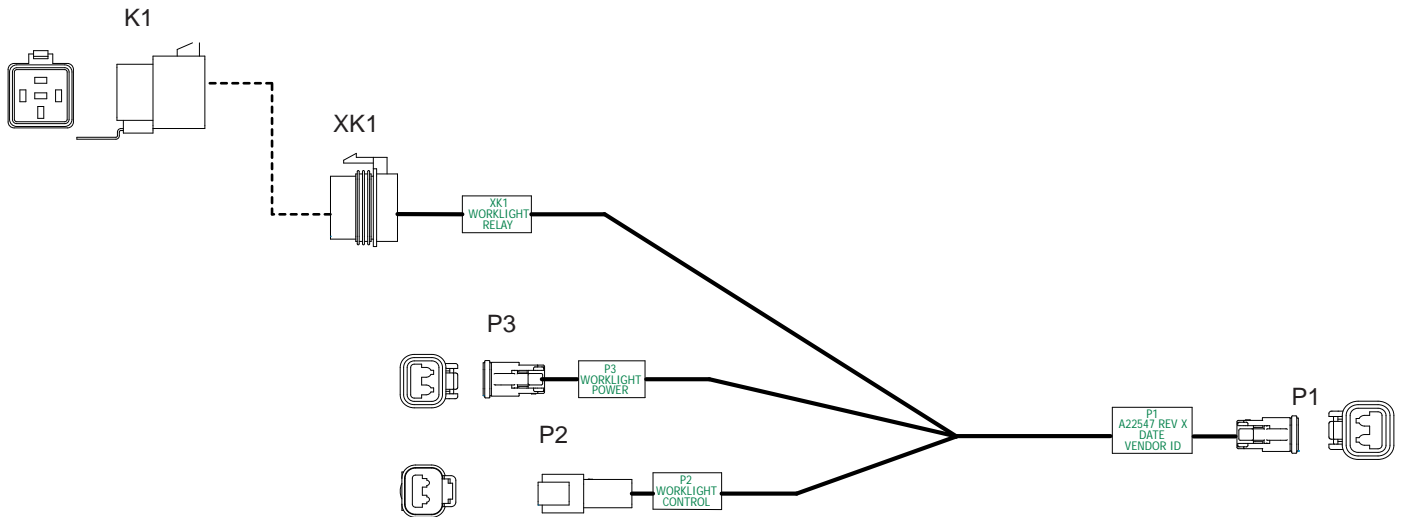 K1
XK1
XK1
WORKLIGHT
RELAY
P3
P3
WORKLIGHT
POWER
P2
P2
WORKLIGHT
CONTROL
P1
P1
A22547 REV X
DATE
VENDOR ID